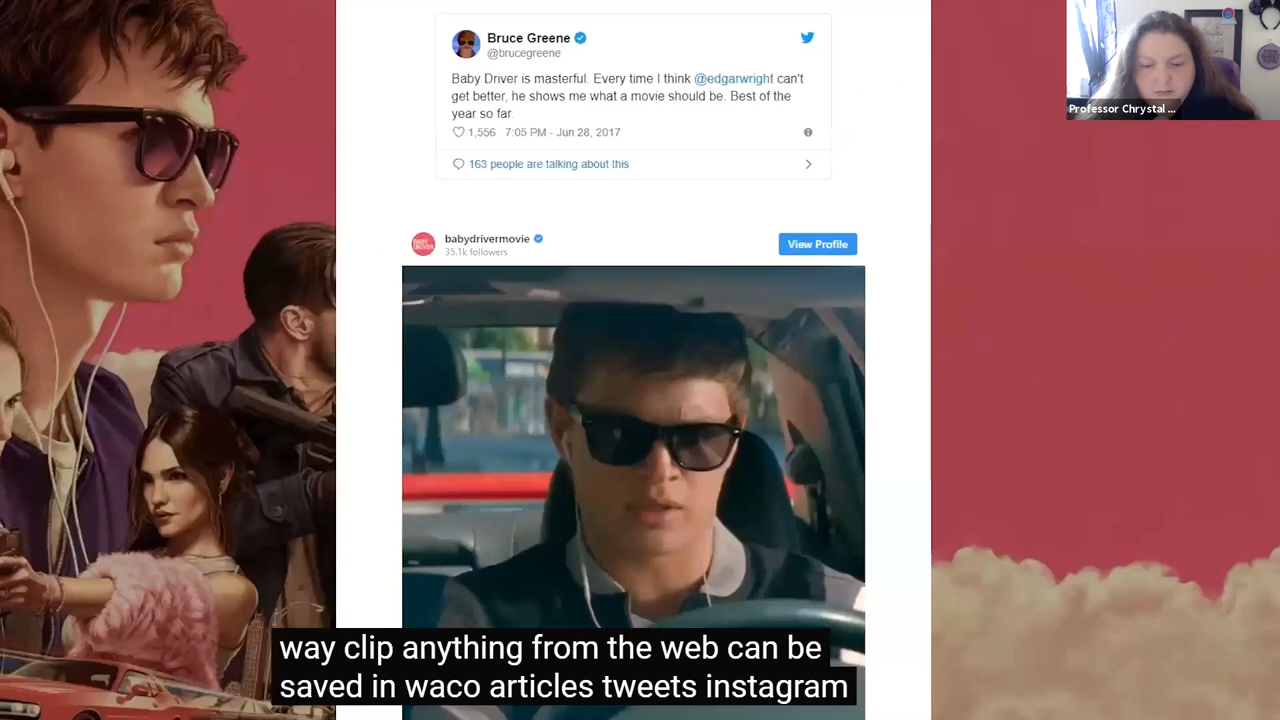 Bruce Greene
@brucegreene
Baby Driver is masterful. Every time I think @edgarwright can't
get better, he shows me what a movie should be. Best of the
year so far.
1,556 7:05 PM - Jun 28, 2017
163 people are talking about this
Professor Chrystal ...
babydrivermovie
35.1k followers
View Profile
BABY
DRIVER
way clip anything from the web can be
saved in waco articles tweets instagram